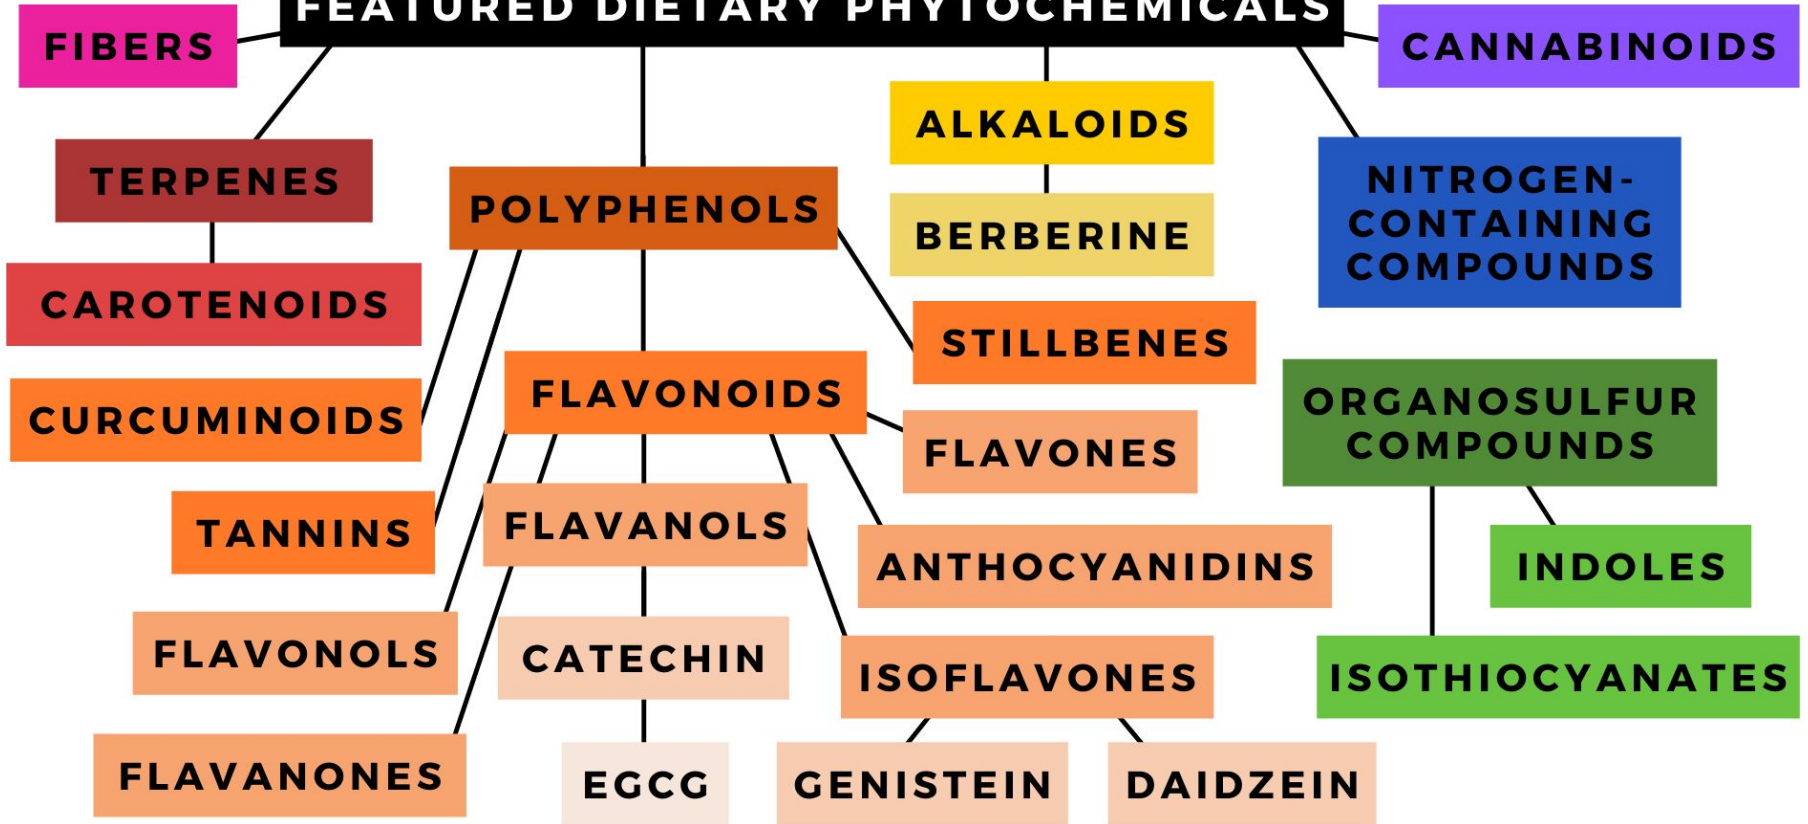 FEATURED DIETARY PHYTOCHEMICALS
FIBERS
CANNABINOIDS
ALKALOIDS
TERPENES
NITROGEN-
CONTAINING
COMPOUNDS
POLYPHENOLS
BERBERINE
CAROTENOIDS
STILLBENES
FLAVONOIDS
CURCUMINOIDS
ORGANOSULFUR
COMPOUNDS
FLAVONES
TANNINS
FLAVANOLS
ANTHOCYANIDINS
INDOLES
FLAVONOLS
CATECHIN
ISOFLAVONES
ISOTHIOCYANATES
FLAVANONES
EGCG
GENISTEIN
DAIDZEIN